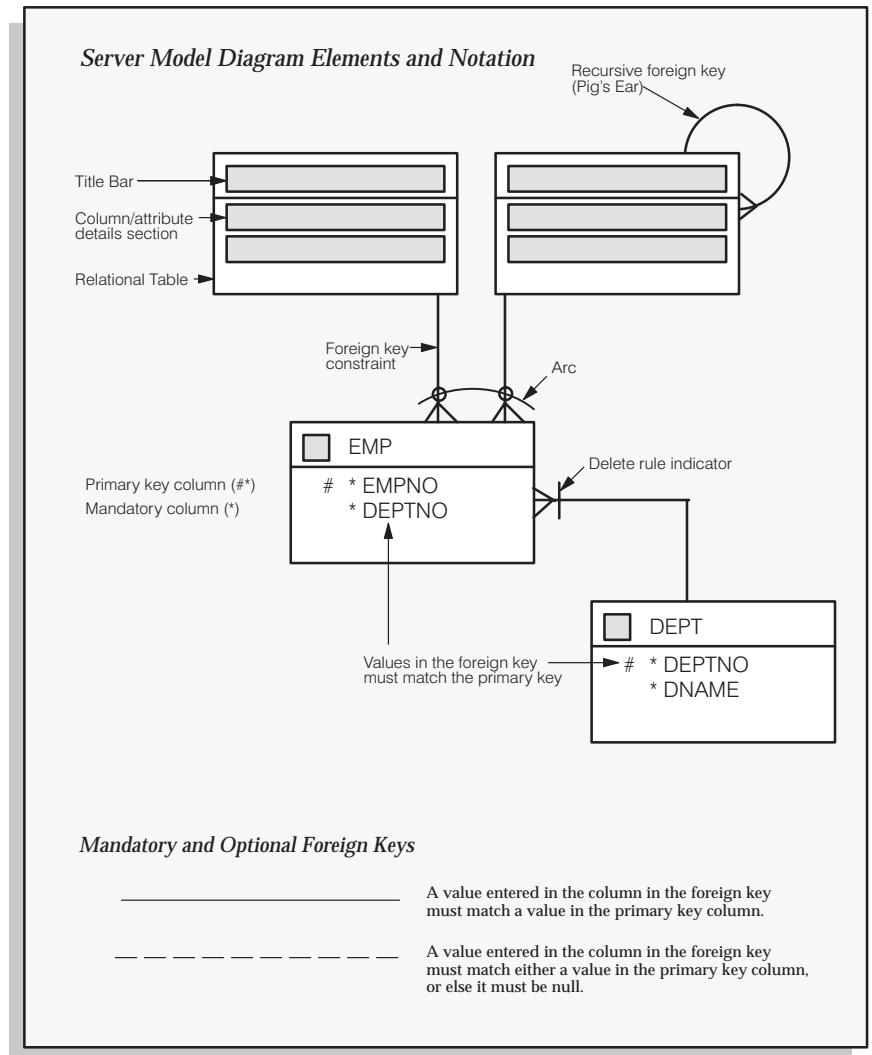 Server Model Diagram Elements and Notation
Recursive foreign key
(Pig's Ear)
Title Bar
Column/attribute
details section
Relational Table
Foreign key
constraint
Arc
EMP
Delete rule indicator
Primary key column (#*)
# * EMPNO
Mandatory column (*)
* DEPTNO
DEPT
Values in the foreign key
must match the primary key
# * DEPTNO
* DNAME
Mandatory and Optional Foreign Keys
A value entered in the column in the foreign key
must match a value in the primary key column.
A value entered in the column in the foreign key
must match either a value in the primary key column,
or else it must be null.